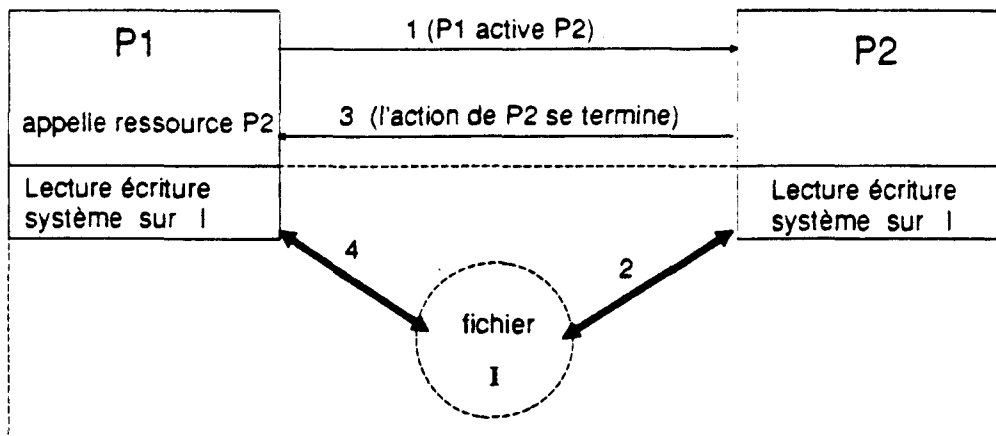 P1
1 (P1 active P2)
P2
appelle ressource P2
3 (l'action de P2 se termine)
Lecture écriture
système sur I
Lecture écriture
système sur I
4
2
fichier
I